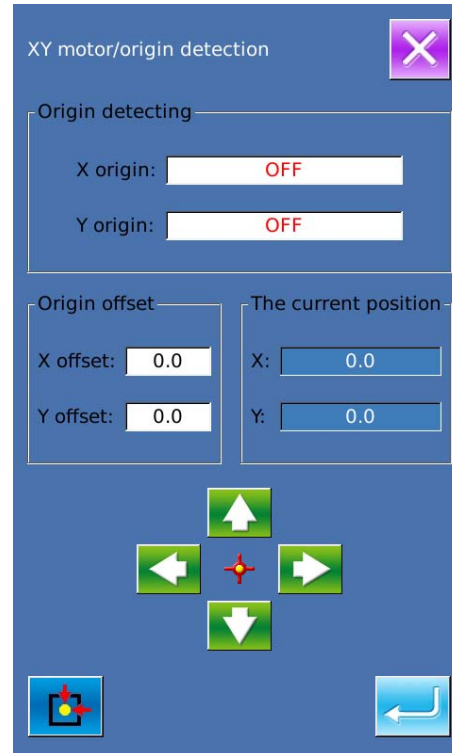 XY motor/origin detection
Origin detecting
X origin: OFF
Y origin: OFF
Origin offset
X offset: 0.0
Y offset: 0.0
The current position
X: 0.0
Y: 0.0